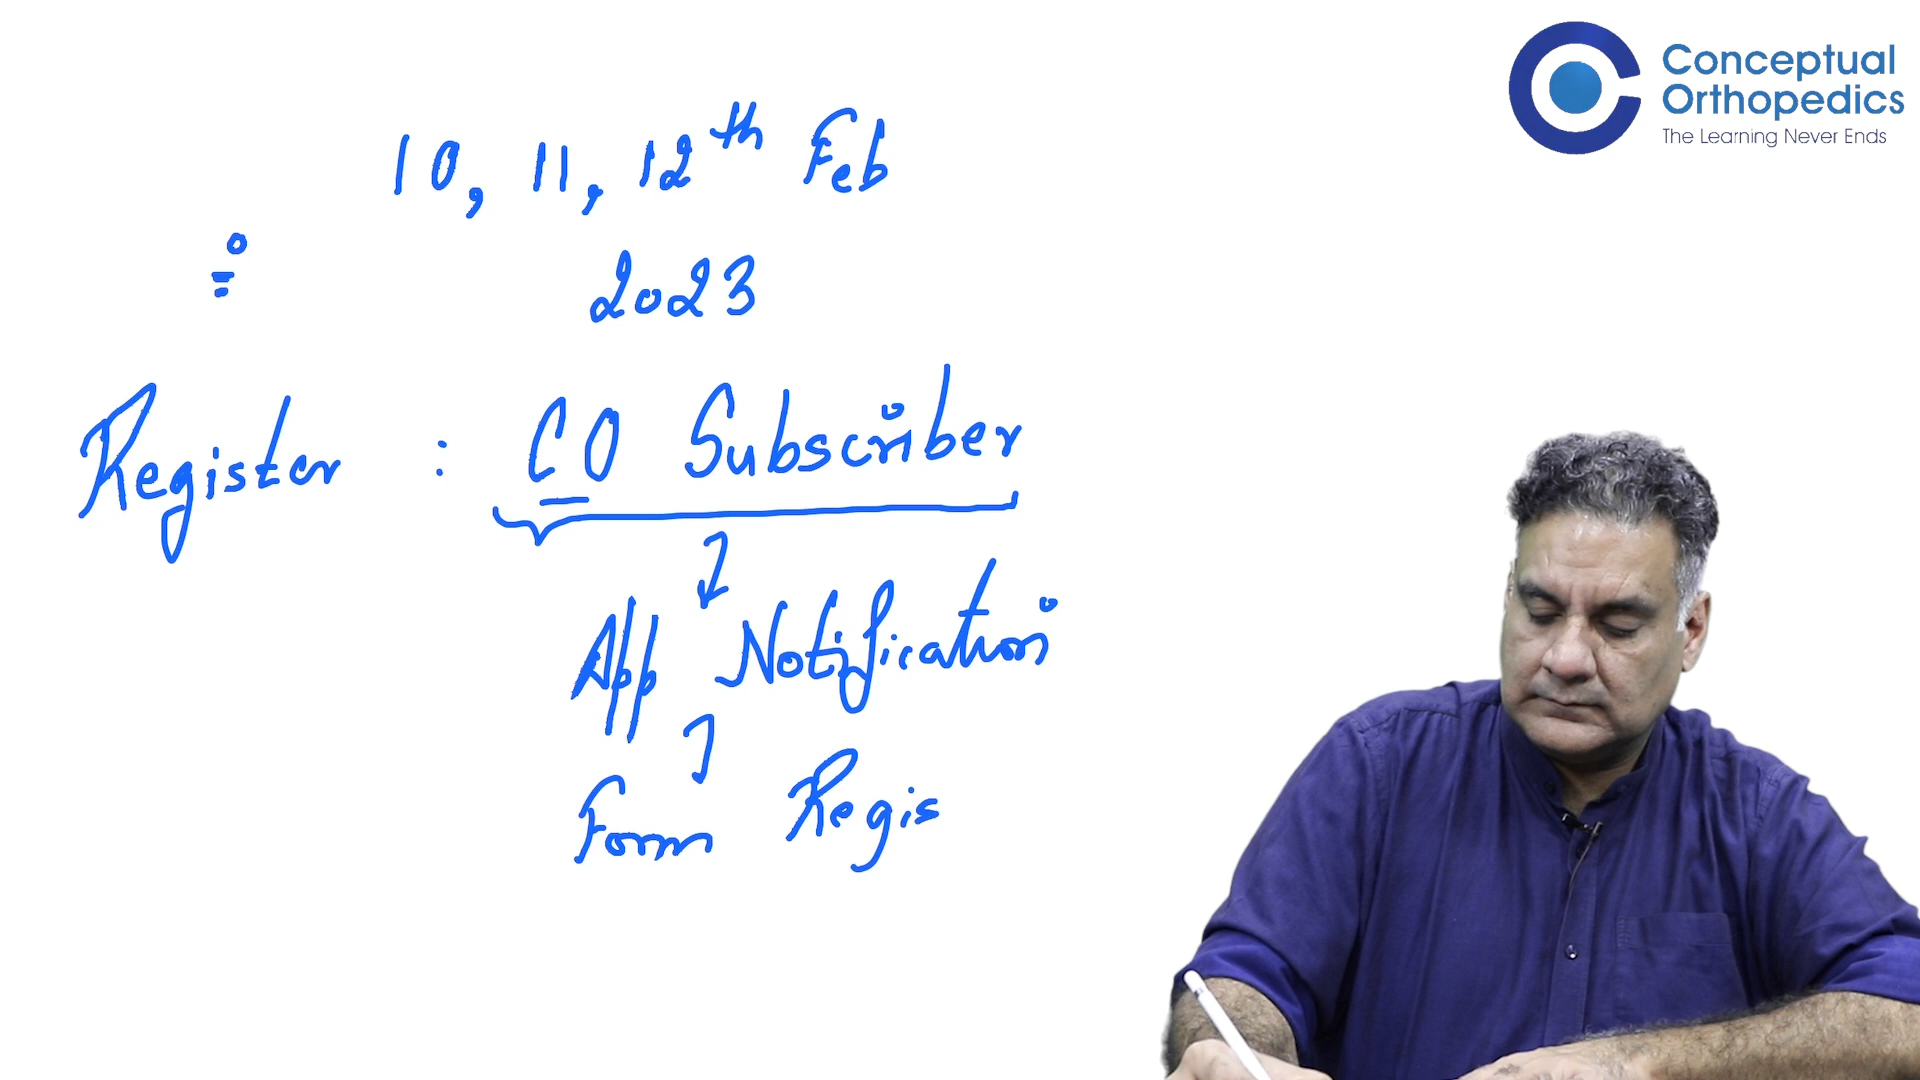 Conceptual
Orthopedics
The Learning Never Ends
10, 11, 12th Feb
2023
Register : CO Subscriber
App Notification
Form Regis